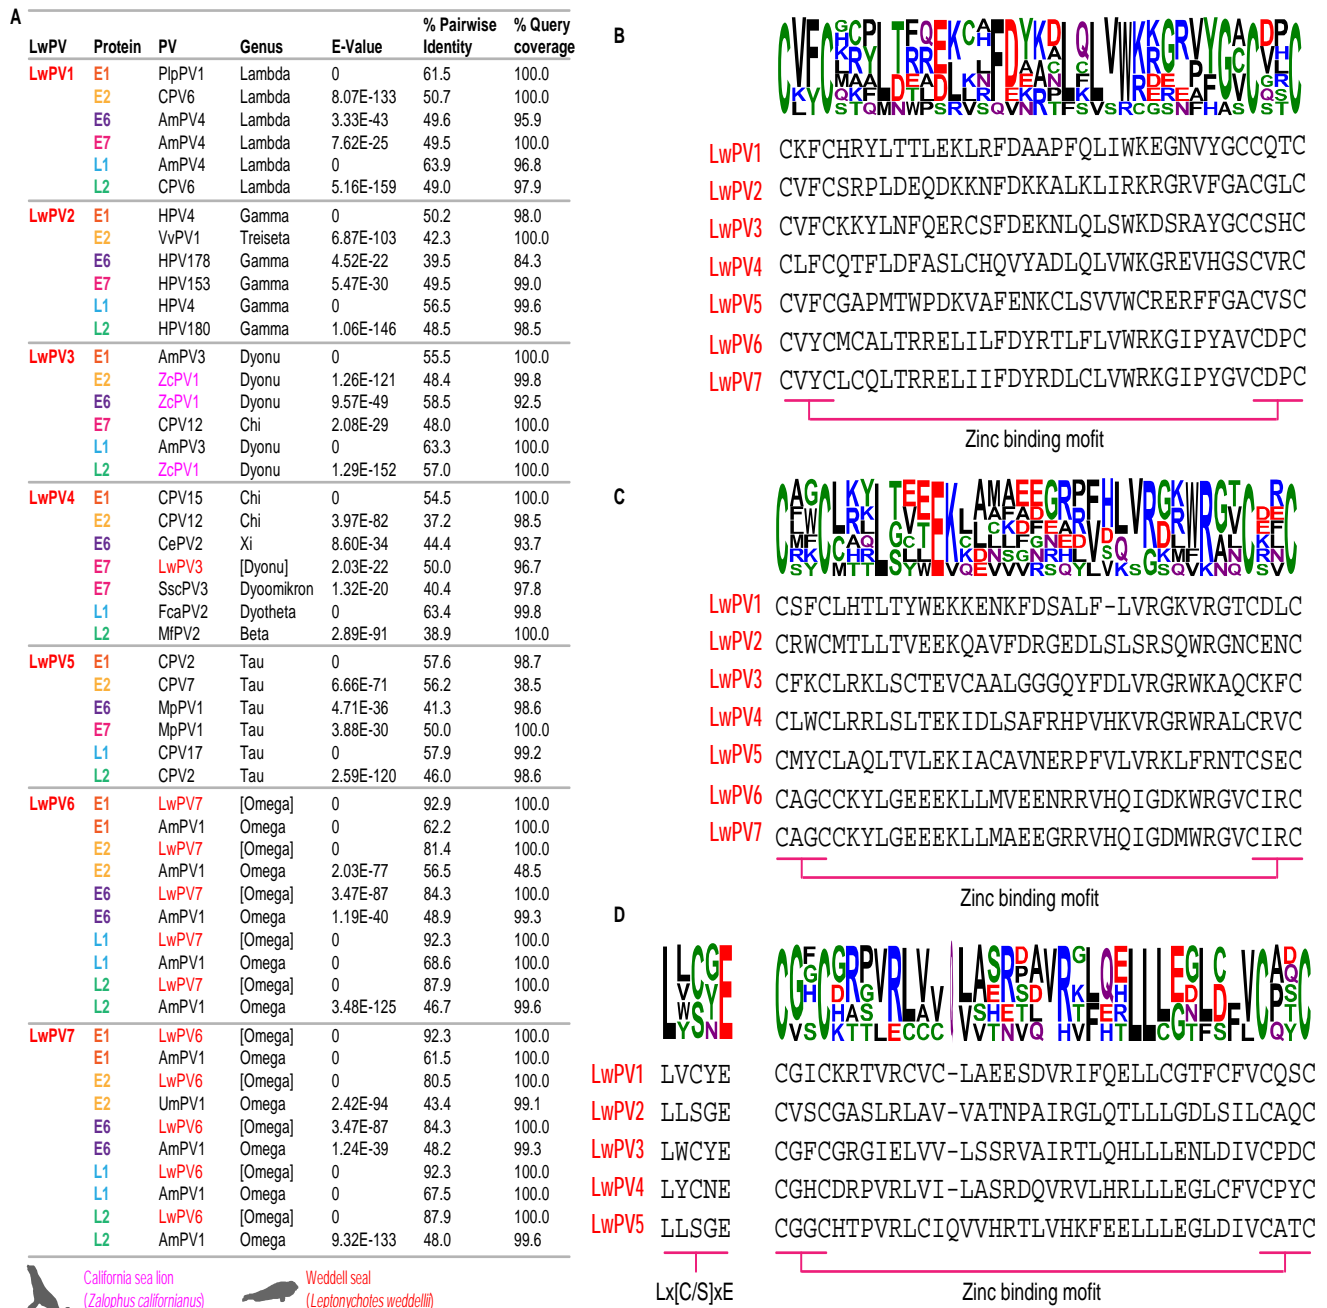 A
% Pairwise % Query
LwPV Protein PV Genus E-Value Identity coverage
LwPV1 E1 PlpPV1 Lambda 0 61.5 100.0
E2 CPV6 Lambda 8.07E-133 50.7 100.0
E6 AmPV4 Lambda 3.33E-43 49.6 95.9
E7 AmPV4 Lambda 7.62E-25 49.5 100.0
L1 AmPV4 Lambda 0 63.9 96.8
L2 CPV6 Lambda 5.16E-159 49.0 97.9
LwPV2 E1 HPV4 Gamma 0 50.2 98.0
E2 VvPV1 Treiseta 6.87E-103 42.3 100.0
E6 HPV178 Gamma 4.52E-22 39.5 84.3
E7 HPV153 Gamma 5.47E-30 49.5 99.0
L1 HPV4 Gamma 0 56.5 99.6
L2 HPV180 Gamma 1.06E-146 48.5 98.5
LwPV3 E1 AmPV3 Dyonu 0 55.5 100.0
E2 ZcPV1 Dyonu 1.26E-121 48.4 99.8
E6 ZcPV1 Dyonu 9.57E-49 58.5 92.5
E7 CPV12 Chi 2.08E-29 48.0 100.0
L1 AmPV3 Dyonu 0 63.3 100.0
L2 ZcPV1 Dyonu 1.29E-152 57.0 100.0
LwPV4 E1 CPV15 Chi 0 54.5 100.0
E2 CPV12 Chi 3.97E-82 37.2 98.5
E6 CePV2 Xi 8.60E-34 44.4 93.7
E7 LwPV3 [Dyonu] 2.03E-22 50.0 96.7
E7 SscPV3 Dyoomikron 1.32E-20 40.4 97.8
L1 FcaPV2 Dyotheta 0 63.4 99.8
L2 MfPV2 Beta 2.89E-91 38.9 100.0
LwPV5 E1 CPV2 Tau 0 57.6 98.7
E2 CPV7 Tau 6.66E-71 56.2 38.5
E6 MpPV1 Tau 4.71E-36 41.3 98.6
E7 MpPV1 Tau 3.88E-30 50.0 100.0
L1 CPV17 Tau 0 57.9 99.2
L2 CPV2 Tau 2.59E-120 46.0 98.6
LwPV6 E1 LwPV7 [Omega] 0 92.9 100.0
E1 AmPV1 Omega 0 62.2 100.0
E2 LwPV7 [Omega] 0 81.4 100.0
E2 AmPV1 Omega 2.03E-77 56.5 48.5
E6 LwPV7 [Omega] 3.47E-87 84.3 100.0
E6 AmPV1 Omega 1.19E-40 48.9 99.3
L1 LwPV7 [Omega] 0 92.3 100.0
L1 AmPV1 Omega 0 68.6 100.0
L2 LwPV7 [Omega] 0 87.9 100.0
L2 AmPV1 Omega 3.48E-125 46.7 99.6
LwPV7 E1 LwPV6 [Omega] 0 92.3 100.0
E1 AmPV1 Omega 0 61.5 100.0
E2 LwPV6 [Omega] 0 80.5 100.0
E2 UmPV1 Omega 2.42E-94 43.4 99.1
E6 LwPV6 [Omega] 3.47E-87 84.3 100.0
E6 AmPV1 Omega 1.24E-39 48.2 99.3
L1 LwPV6 [Omega] 0 92.3 100.0
L1 AmPV1 Omega 0 67.5 100.0
L2 LwPV6 [Omega] 0 87.9 100.0
L2 AmPV1 Omega 9.32E-133 48.0 99.6
California sea lion
(Zalophus californianus)
Weddell seal
(Leptonychotes weddellii)
B
LwPV1 CKFCHRYLTTLEKLRFDAAPFQLIWKEGNVYGCCQTC
LwPV2 CVFCSRPLDEQDKKNFDKKALKLIRKRGRVFGACGLC
LwPV3 CVFCKKYLNFQERCSFDEKNLQLSWKDSRAYGCCSHC
LwPV4 CLFCQTFLDFASLCHQVYADLQLVWKGREVHGSCVRC
LwPV5 CVFCGAPMTWPDKVAFENKCLSVVWCRERFFGACVSC
LwPV6 CVYCMCALTRRELILFDYRTLFLVWRKGIPYAVCDPC
LwPV7 CVYCLCQLTRRELIIFDYRDLCLVWRKGIPYGVCDPC
Zinc binding mofit
C
LwPV1 CSFCLHTLTYWEKKENKFDSALF-LVRGKVRGTCDLC
LwPV2 CRWCMTLLTVEEKQAVFDRGEDLSLSRSQWRGNCENC
LwPV3 CFKCLRKLSCTEVCAALGGGQYFDLVRGRWKAQCKFC
LwPV4 CLWCLRRLSLTEKIDLSAFRHPVHKVRGRWRALCRVC
LwPV5 CMYCLAQLTVLEKIACAVNERPFVLVRKLFRNTCSEC
LwPV6 CAGCCKYLGEEEKLLMVEENRRVHQIGDKWRGVCIRC
LwPV7 CAGCCKYLGEEEKLLMAEEGRRVHQIGDMWRGVCIRC
Zinc binding mofit
D
LwPV1 LVCYE CGICKRTVRCVC-LAEESDVRIFQELLCGTFCFVCQSC
LwPV2 LLSGE CVSCGASLRLAV-VATNPAIRGLQTLLLGDLSILCAQC
LwPV3 LWCYE CGFCRGIELVV-LSSRVAIRTLQHLLLENLDIVCPDC
LwPV4 LYCNE CGHCDRPVRLVI-LASRDQVRVLHRLLLEGLCFVCPYC
LwPV5 LLSGE CGGCHTPVRLCIQVVHRTLVHKFEELLLEGLDIVCATC
Lx[C/S]xE Zinc binding mofit